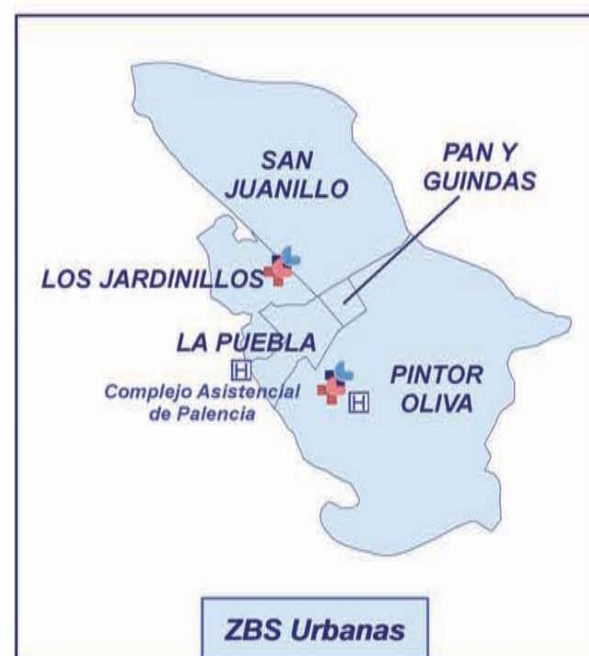 SAN
JUANILLO
PAN Y
GUINDAS
LOS JARDINILLOS
LA PUEBLA
H
Complejo Asistencial
de Palencia
PINTOR
OLIVA
H
ZBS Urbanas